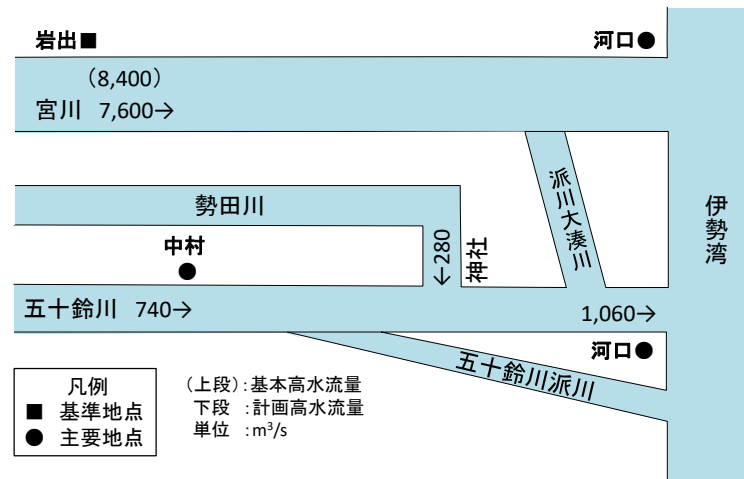 岩出■
河口●
(8,400)
宮川 7,600→
派川大湊川
伊勢湾
勢田川
←280
神社
中村
●
五十鈴川 740→
1,060→
河口●
五十鈴川派川
凡例
■ 基準地点
● 主要地点
(上段):基本高水流量
下段 :計画高水流量
単位 :m³/s